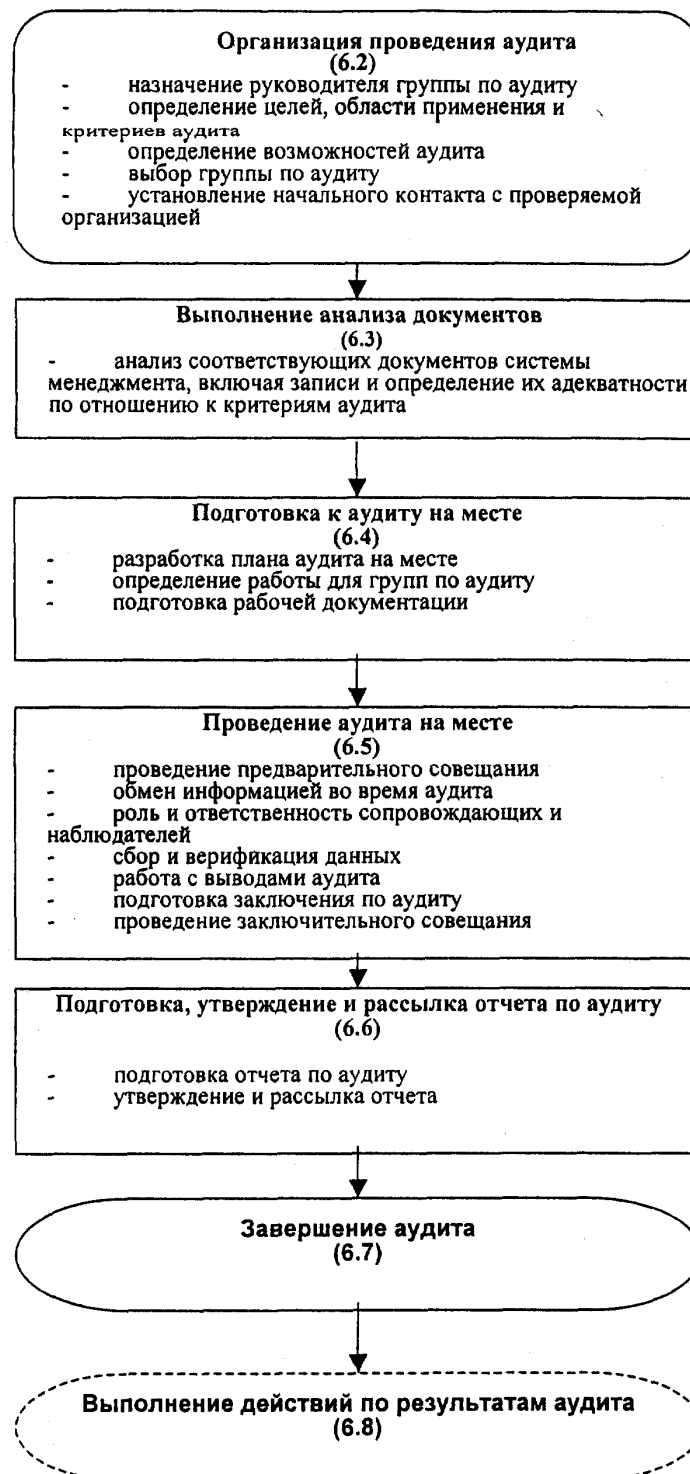 Организация проведения аудита
(6.2)
- назначение руководителя группы по аудиту
- определение целей, области применения и
критериев аудита
- определение возможностей аудита
- выбор группы по аудиту
- установление начального контакта с проверяемой
организацией
Выполнение анализа документов
(6.3)
- анализ соответствующих документов системы
менеджмента, включая записи и определение их адекватности
по отношению к критериям аудита
Подготовка к аудиту на месте
(6.4)
- разработка плана аудита на месте
- определение работы для групп по аудиту
- подготовка рабочей документации
Проведение аудита на месте
(6.5)
- проведение предварительного совещания
- обмен информацией во время аудита
- роль и ответственность сопровождающих и
наблюдателей
- сбор и верификация данных
- работа с выводами аудита
- подготовка заключения по аудиту
- проведение заключительного совещания
Подготовка, утверждение и рассылка отчета по аудиту
(6.6)
- подготовка отчета по аудиту
- утверждение и рассылка отчета
Завершение аудита
(6.7)
Выполнение действий по результатам аудита
(6.8)